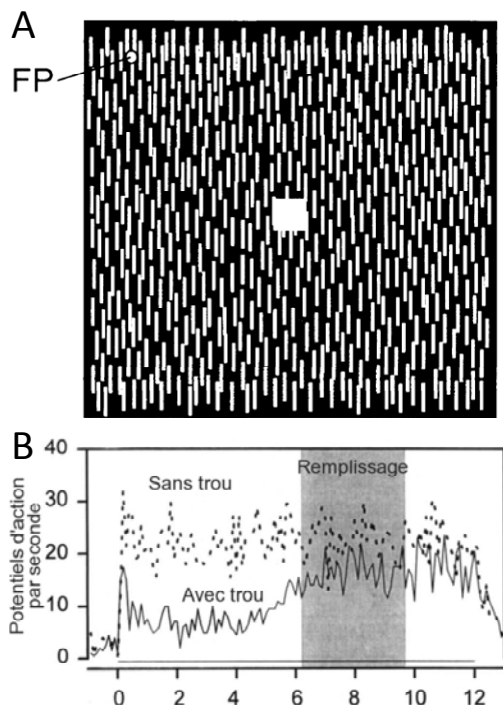 A
FP
B
Potentiels d'action
par seconde
40
30
20
10
0
Sans trou
Remplissage
Avec trou
0 2 4 6 8 10 12